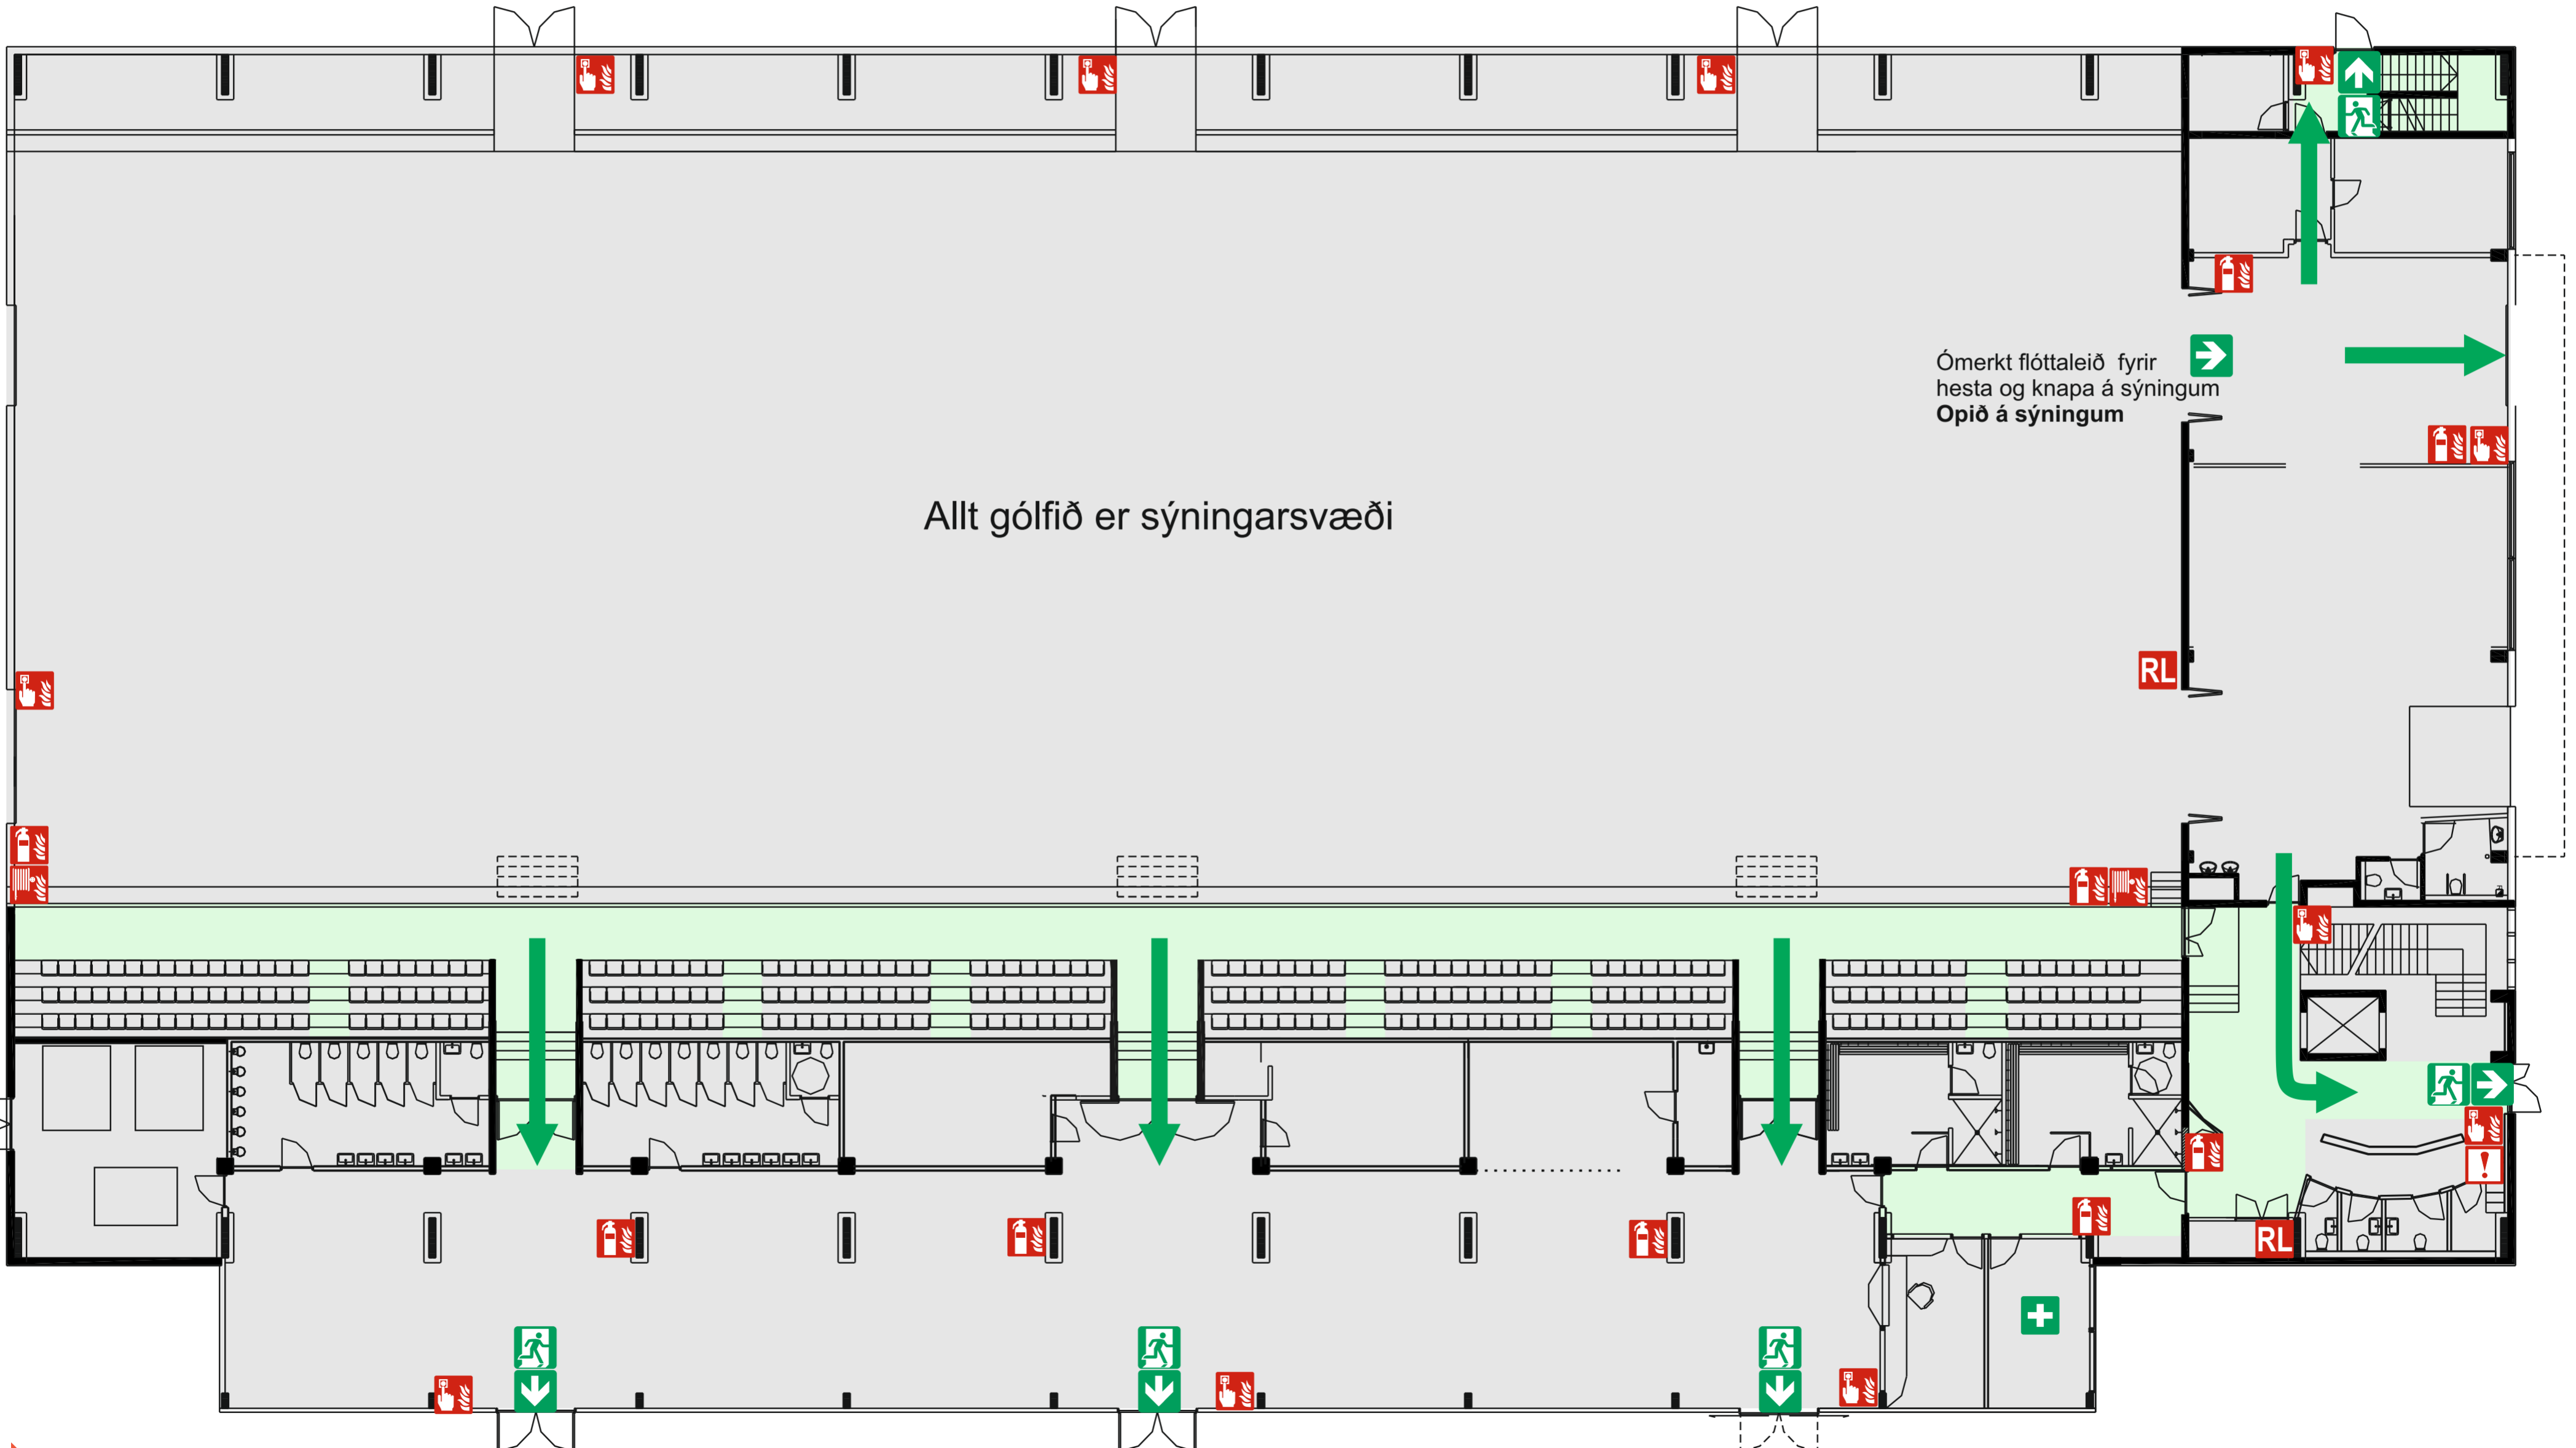 Ómerkt flóttaleið fyrir
hesta og knapa á sýningum
Opið á sýningum
Allt gólfið er sýningarsvæði
RL
RL
!